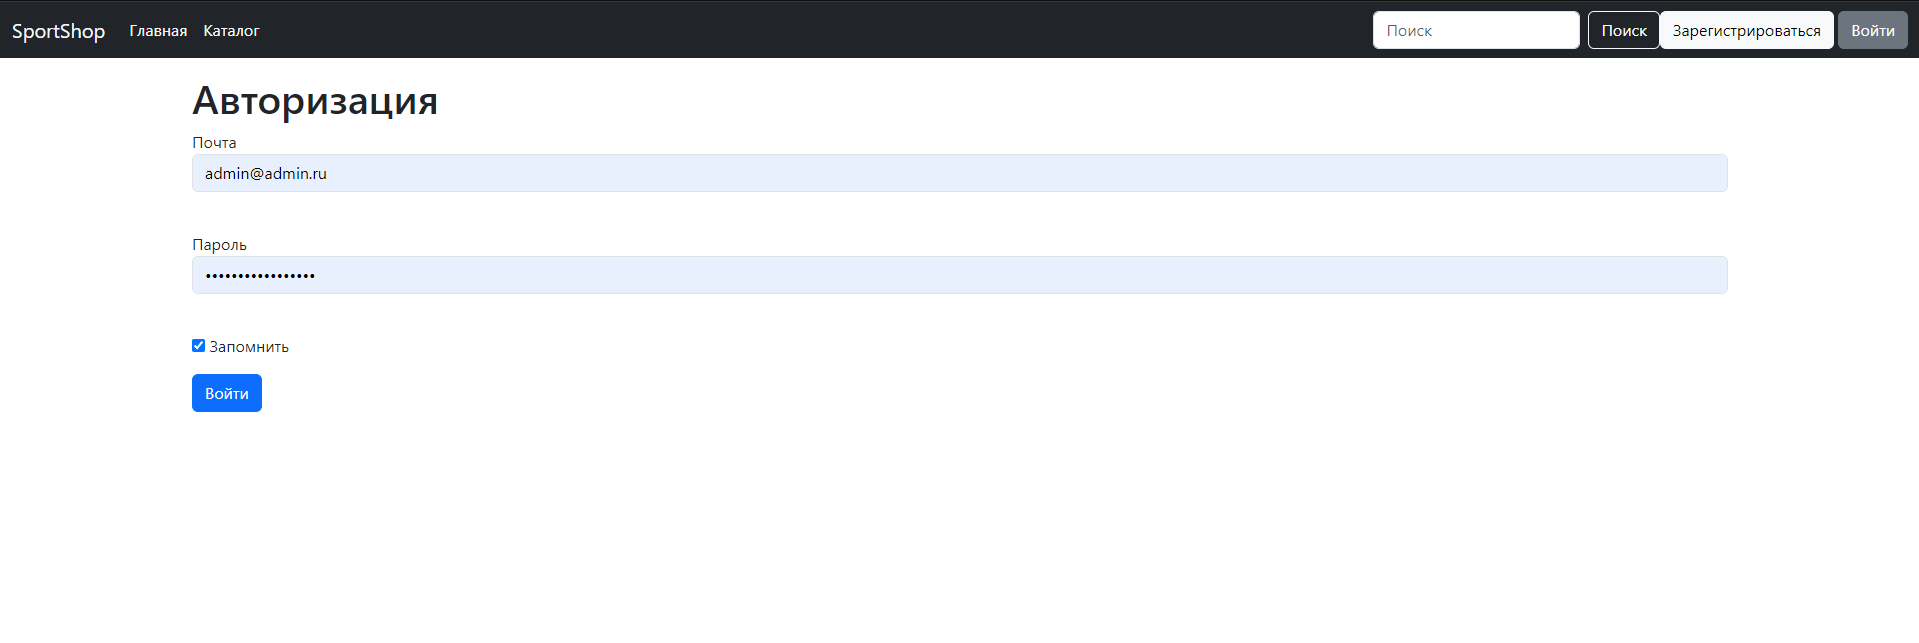 SportShop Главная Каталог Поиск Поиск Зарегистрироваться Войти
Авторизация
Почта
admin@admin.ru
Пароль
•••••••••••••••••
Запомнить
Войти